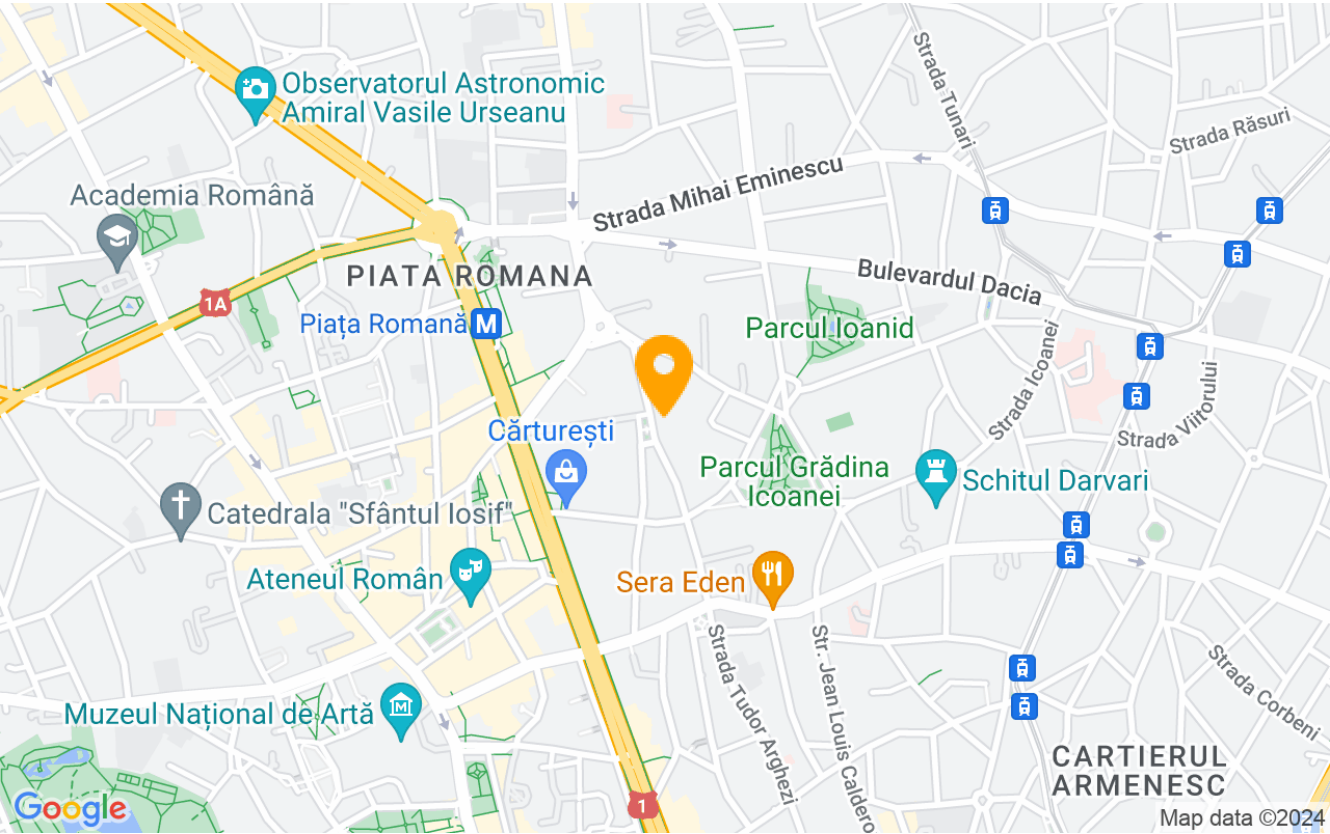 Strada Tunari
Observatorul Astronomic
Amiral Vasile Urseanu
Strada Răsuri
Academia Română
Strada Mihai Eminescu
PIATA ROMANA
Bulevardul Dacia
1A
Piața Romană
M
Parcul Ioanid
Strada Icoanei
Strada Viitorului
Cărturești
Parcul Grădina
Icoanei
Schitul Darvari
Catedrala "Sfântul Iosif"
Ateneul Român
Sera Eden
Strada Tudor Arghezi
Str. Jean Louis Caldero
Strada Corbeni
Muzeul Național de Artă
M
CARTIERUL
ARMENESC
1
Google
Map data ©2024